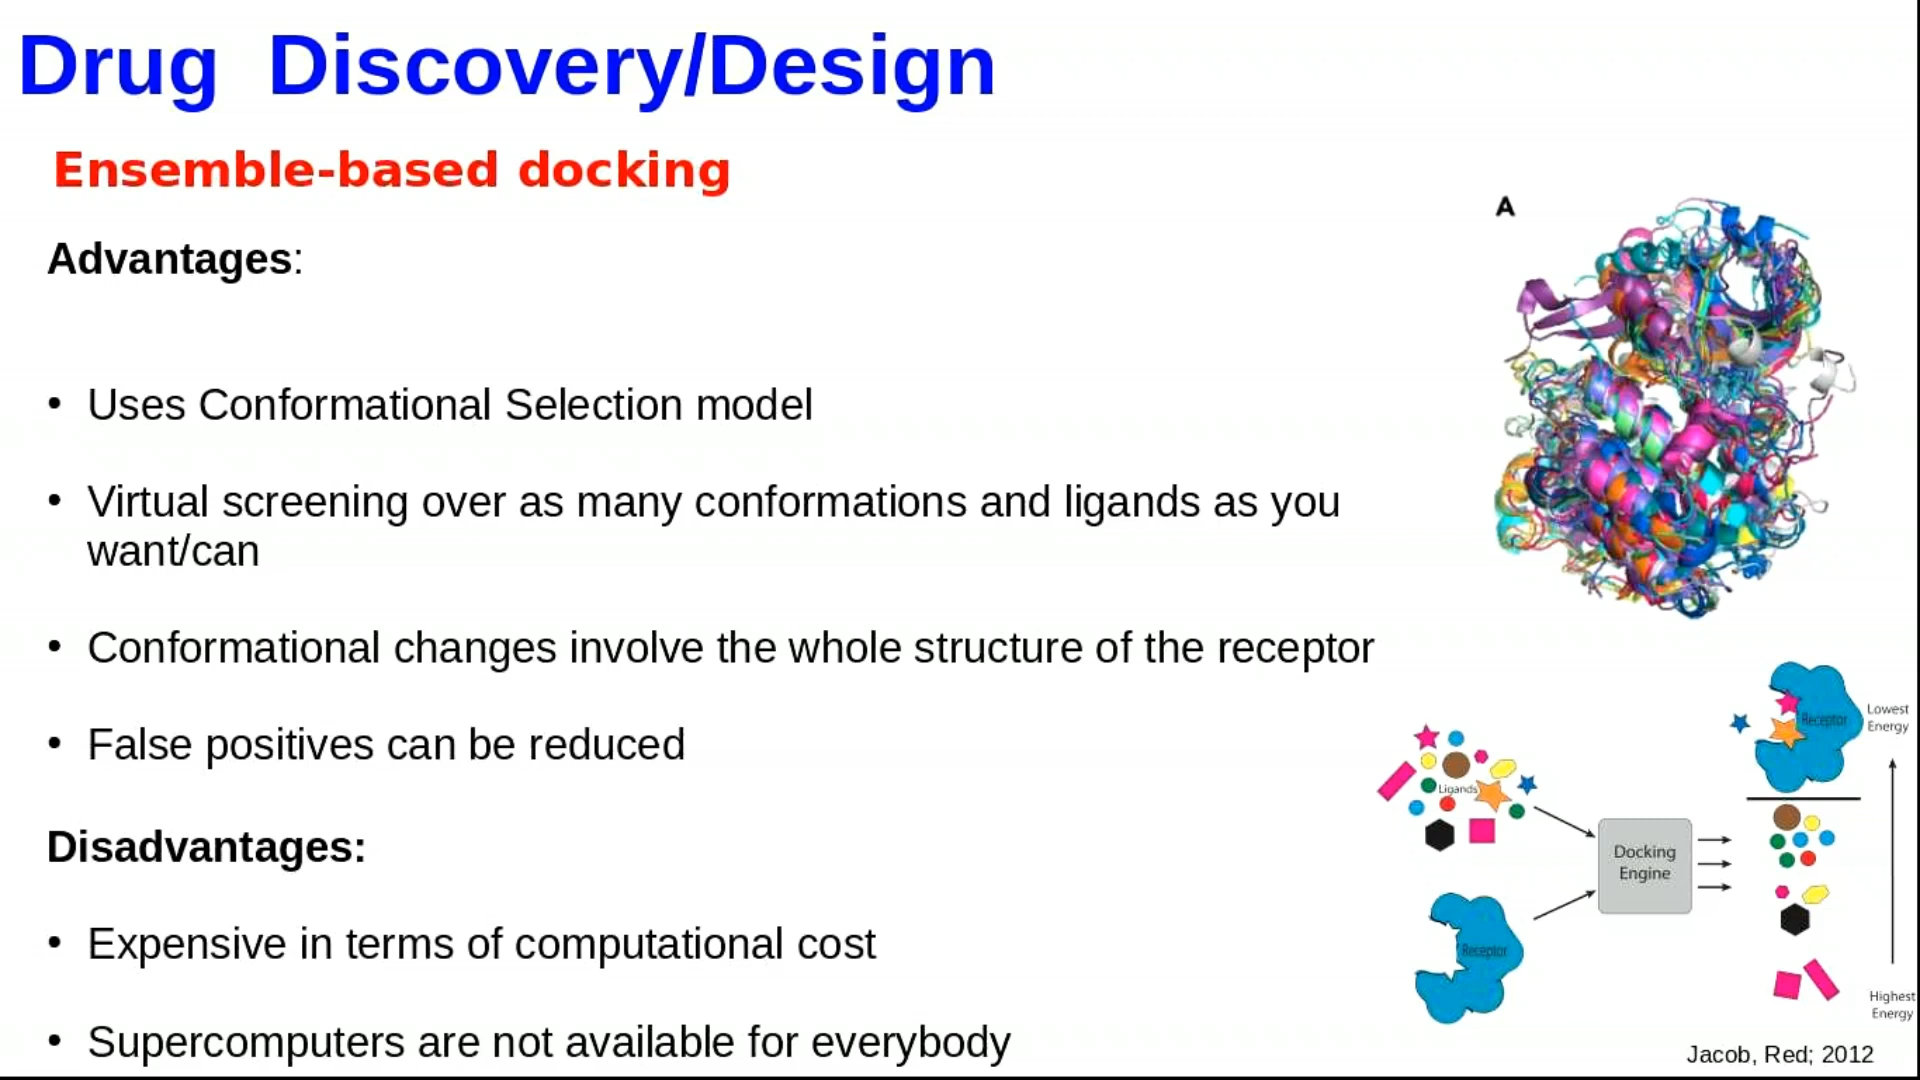 Drug Discovery/Design
Ensemble-based docking
Advantages:
• Uses Conformational Selection model
• Virtual screening over as many conformations and ligands as you
want/can
• Conformational changes involve the whole structure of the receptor
• False positives can be reduced
Disadvantages:
• Expensive in terms of computational cost
• Supercomputers are not available for everybody
A
Ligands
Receptor
Docking
Engine
Receptor
Lowest
Energy
Highest
Energy
Jacob, Red; 2012